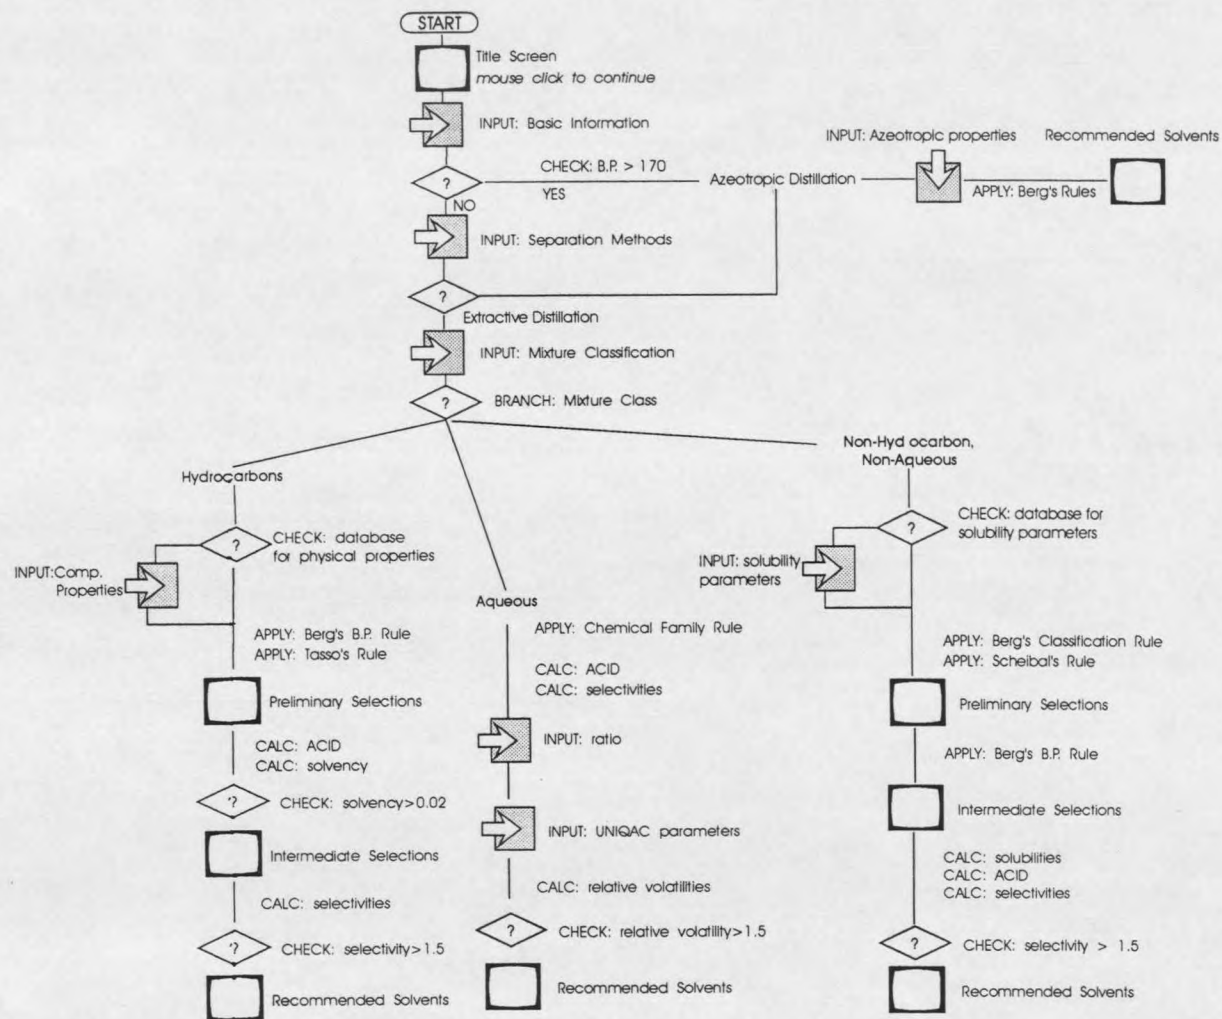 START
Title Screen
mouse click to continue
INPUT: Basic Information
?
CHECK: B.P. > 170
YES
NO
Azeotropic Distillation
INPUT: Azeotropic properties
APPLY: Berg's Rules
Recommended Solvents
INPUT: Separation Methods
?
Extractive Distillation
INPUT: Mixture Classification
?
BRANCH: Mixture Class
Hydrocarbons
?
CHECK: database
for physical properties
INPUT:Comp.
Properties
APPLY: Berg's B.P. Rule
APPLY: Tasso's Rule
Preliminary Selections
CALC: ACID
CALC: solvency
?
CHECK: solvency>0.02
Intermediate Selections
CALC: selectivities
?
CHECK: selectivity>1.5
Recommended Solvents
Aqueous
APPLY: Chemical Family Rule
CALC: ACID
CALC: selectivities
INPUT: ratio
INPUT: UNIQAC parameters
CALC: relative volatilities
?
CHECK: relative volatility>1.5
Recommended Solvents
Non-Hyd ocarbon,
Non-Aqueous
?
CHECK: database for
solubility parameters
INPUT: solubility
parameters
APPLY: Berg's Classification Rule
APPLY: Scheibal's Rule
Preliminary Selections
APPLY: Berg's B.P. Rule
Intermediate Selections
CALC: solubilities
CALC: ACID
CALC: selectivities
?
CHECK: selectivity > 1.5
Recommended Solvents